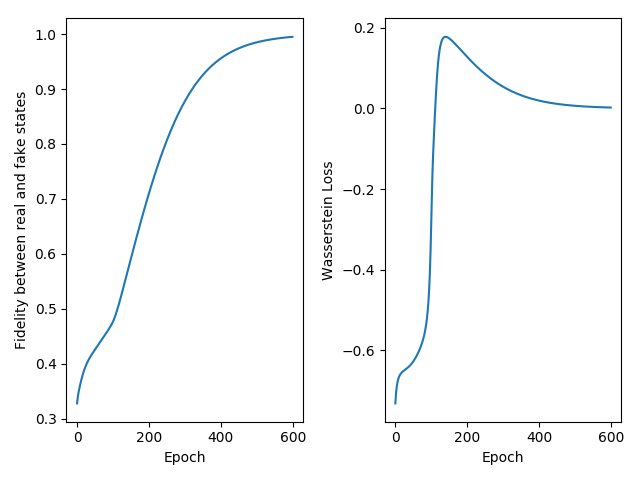 Fidelity between real and fake states
1.0
0.9
0.8
0.7
0.6
0.5
0.4
0.3
0 200 400 600
Epoch
Wasserstein Loss
0.2
0.0
−0.2
−0.4
−0.6
0 200 400 600
Epoch